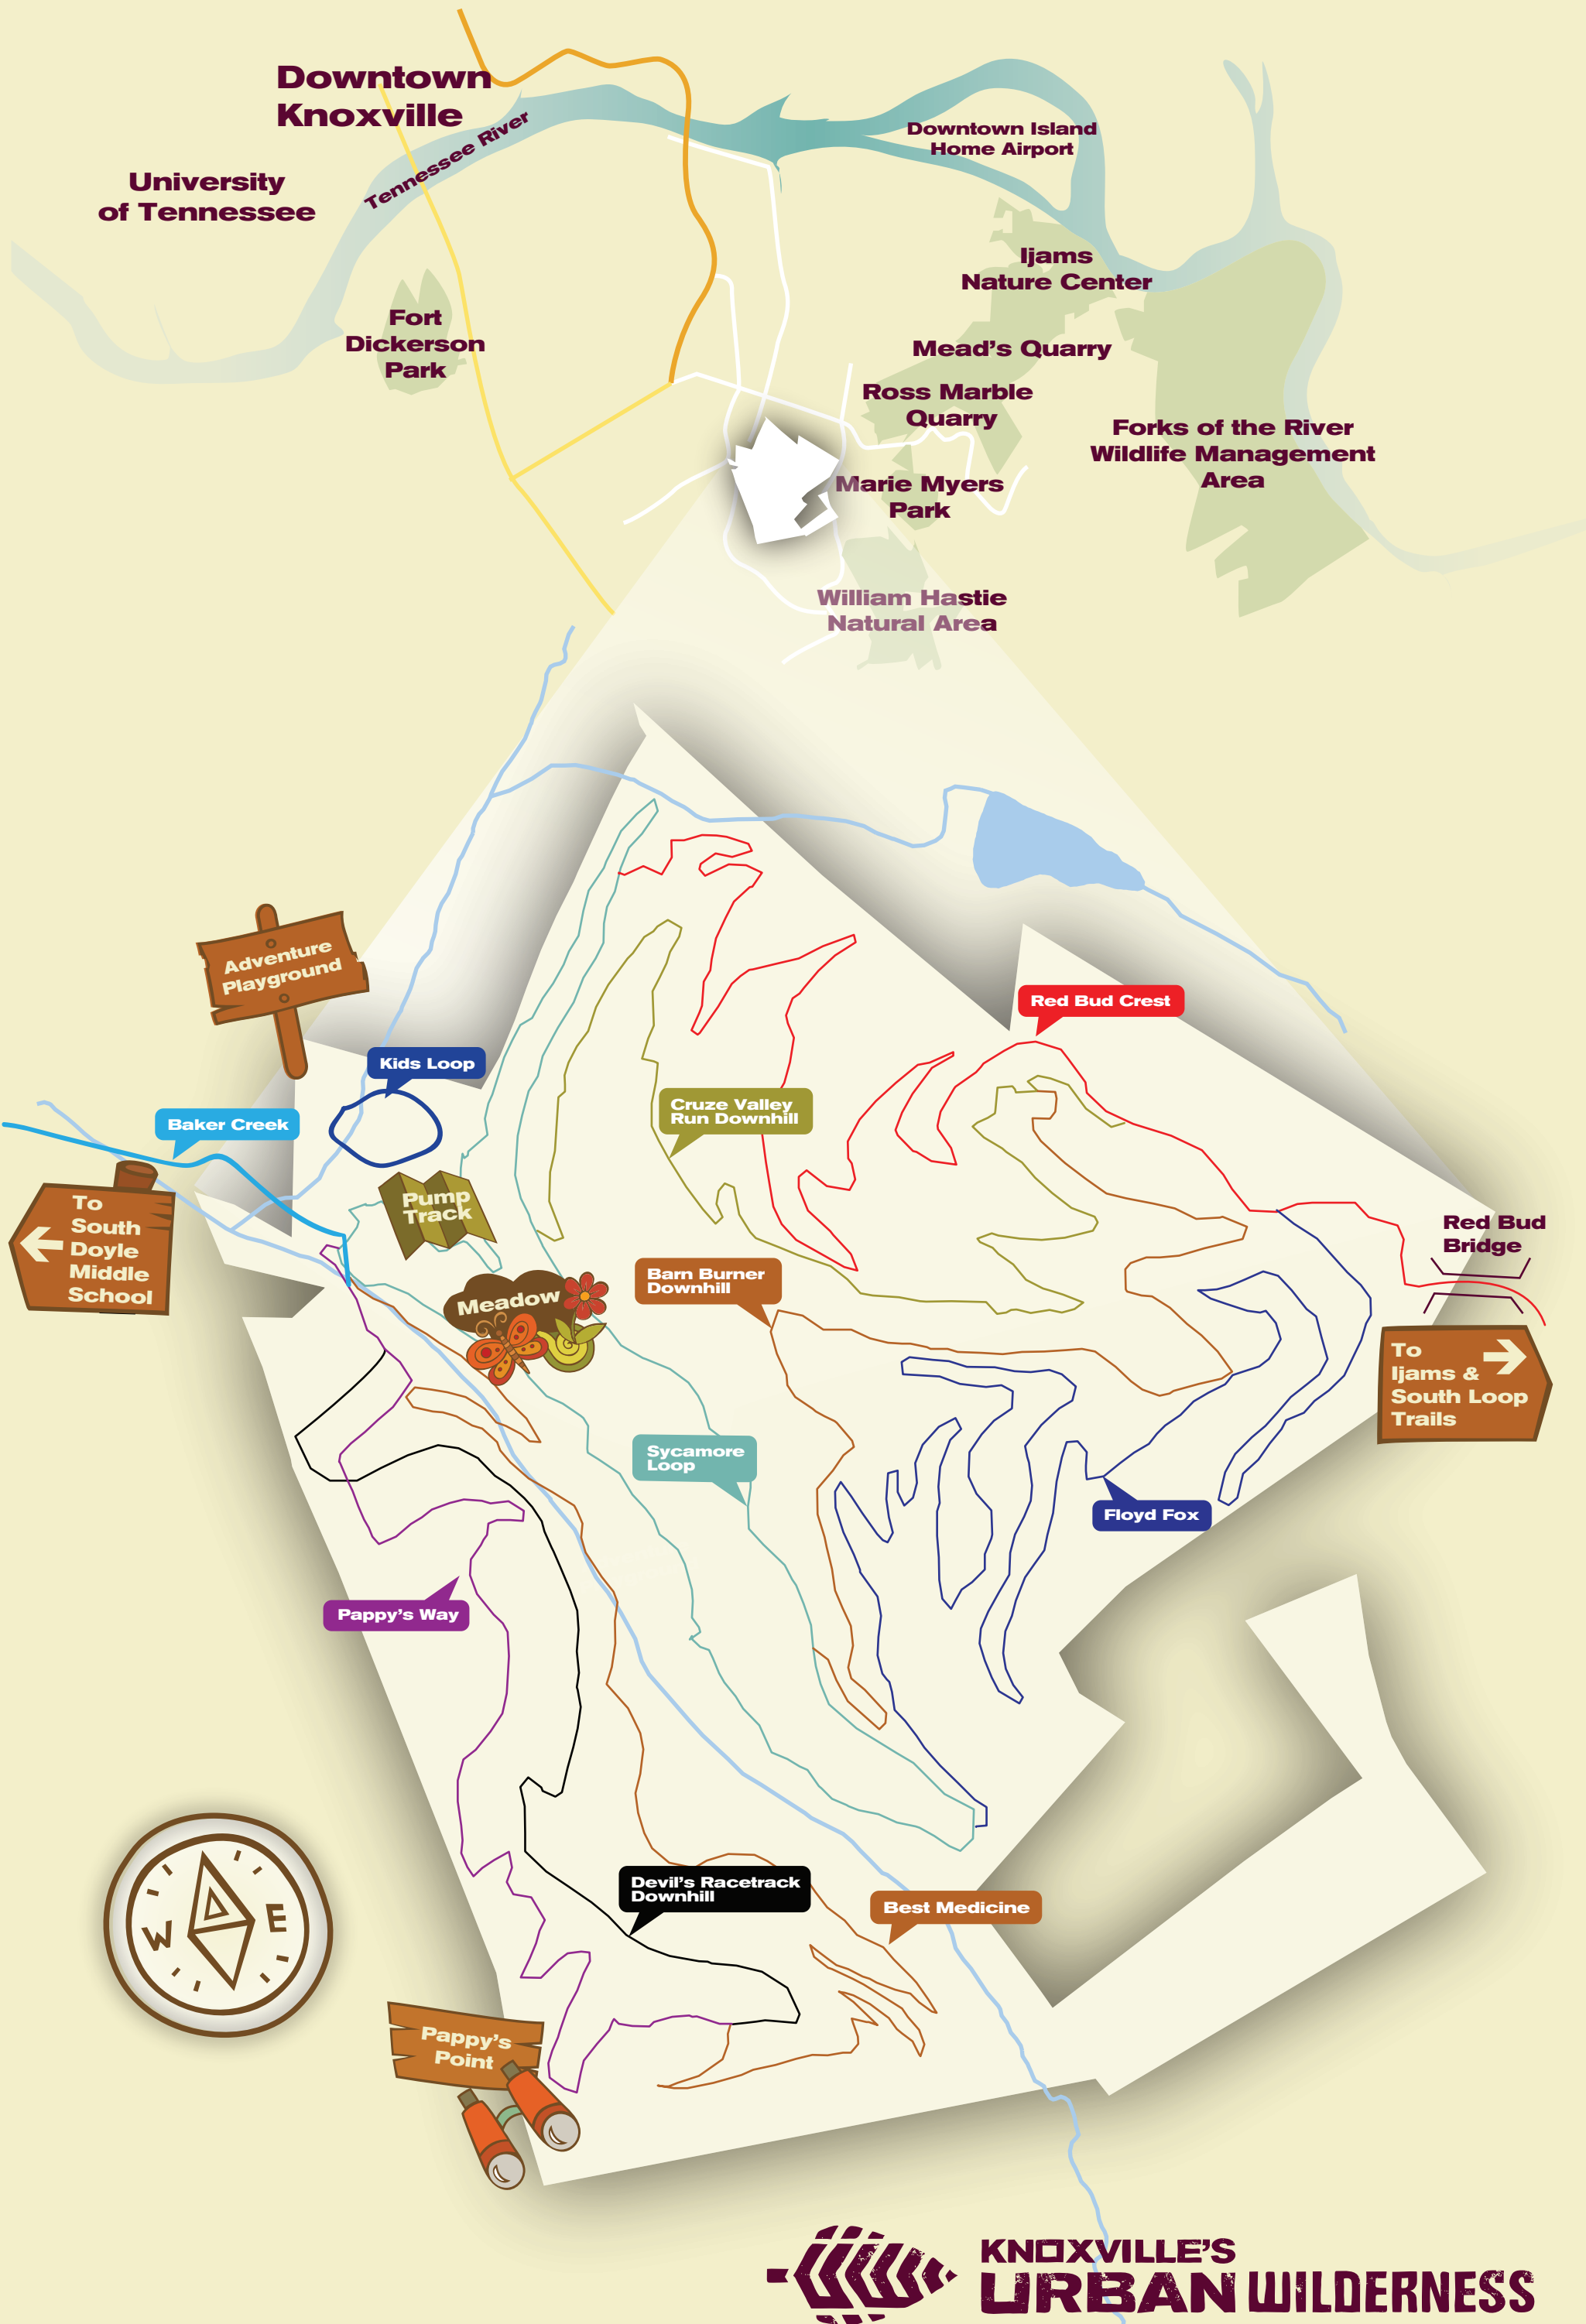 Downtown
Knoxville
Tennessee River
Downtown Island
Home Airport
University
of Tennessee
Ijams
Nature Center
Fort
Dickerson
Park
Mead's Quarry
Ross Marble
Quarry
Forks of the River
Wildlife Management
Area
Marie Myers
Park
William Hastie
Natural Area
Adventure
Playground
Red Bud Crest
Kids Loop
Cruze Valley
Run Downhill
Baker Creek
Pump
Track
To
South
Doyle
Middle
School
Red Bud
Bridge
Barn Burner
Downhill
Meadow
To
Ijams &
South Loop
Trails
Sycamore
Loop
Floyd Fox
Pappy's Way
Devil's Racetrack
Downhill
Best Medicine
W
E
Pappy's
Point
KNOXVILLE'S
URBAN WILDERNESS